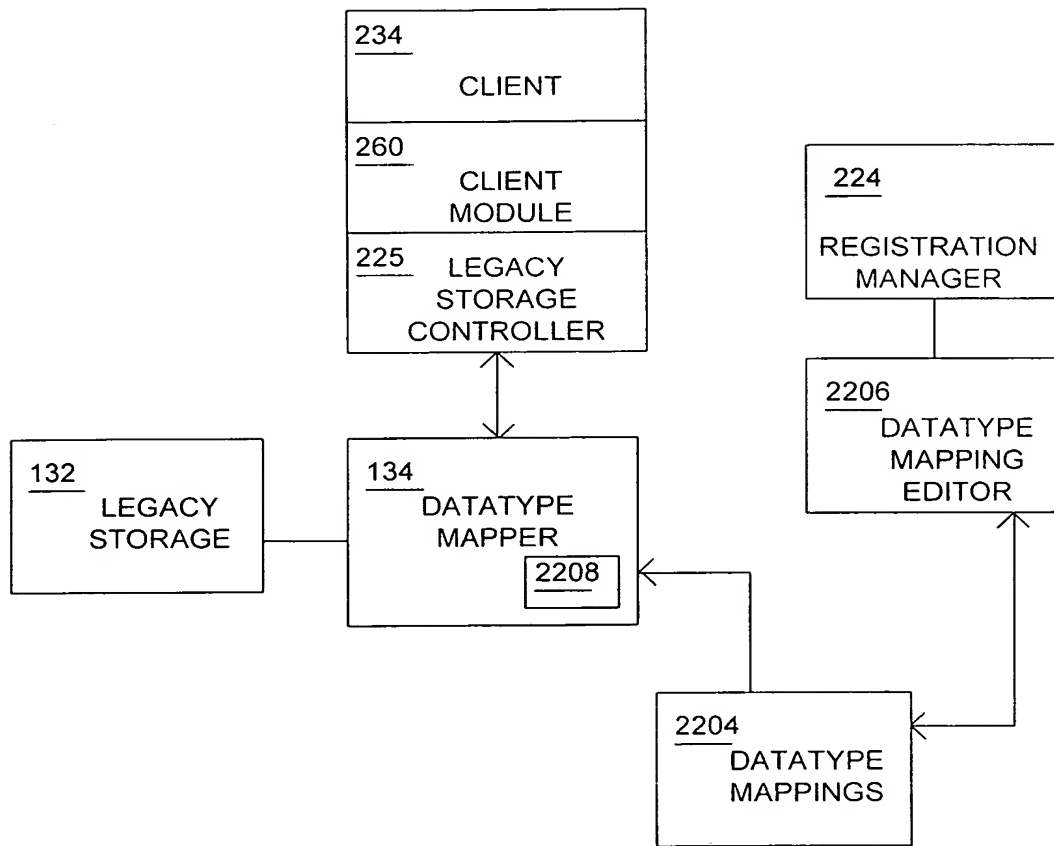 234
CLIENT
260
CLIENT
MODULE
225
LEGACY
STORAGE
CONTROLLER
224
REGISTRATION
MANAGER
2206
DATATYPE
MAPPING
EDITOR
132
LEGACY
STORAGE
134
DATATYPE
MAPPER
2208
2204
DATATYPE
MAPPINGS